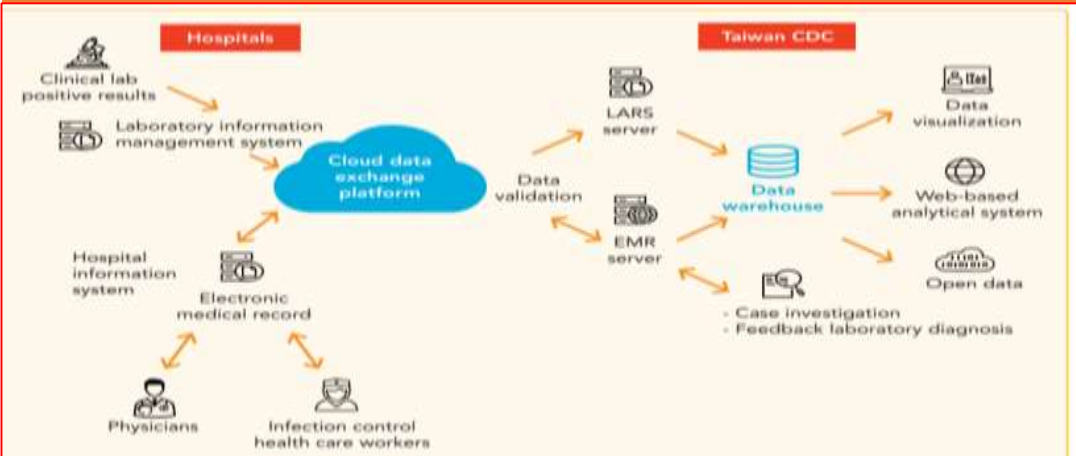 Hospitals
Taiwan CDC
Clinical lab
positive results
Laboratory information
management system
Cloud data
exchange
platform
Data
validation
LARS
server
EMR
server
Data
warehouse
Data
visualization
Web-based
analytical system
Open data
- Case investigation
- Feedback laboratory diagnosis
Hospital
information
system
Electronic
medical record
Physicians
Infection control
health care workers